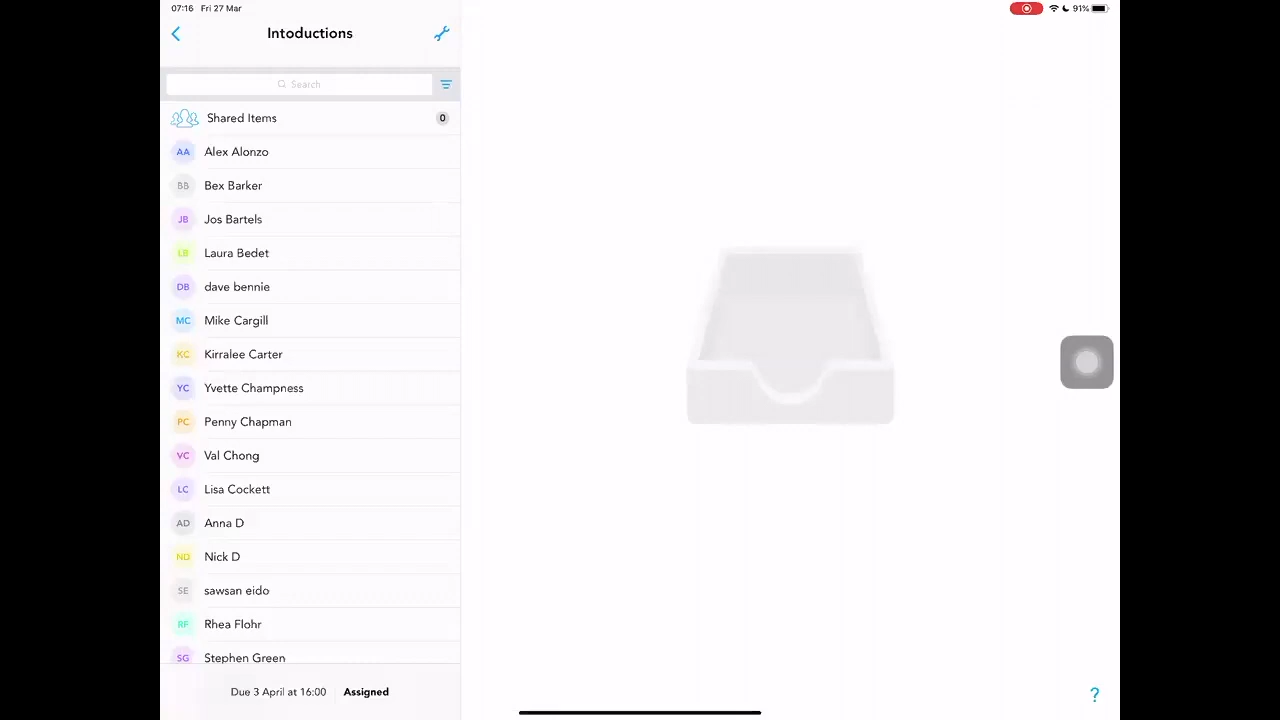 07:16 Fri 27 Mar
91%
Intoductions
Search
Shared Items
0
AA Alex Alonzo
BB Bex Barker
JB Jos Bartels
LB Laura Bedet
DB dave bennie
MC Mike Cargill
KC Kirralee Carter
YC Yvette Champness
PC Penny Chapman
VC Val Chong
LC Lisa Cockett
AD Anna D
ND Nick D
SE sawsan eido
RF Rhea Flohr
SG Stephen Green
Due 3 April at 16:00 Assigned
?